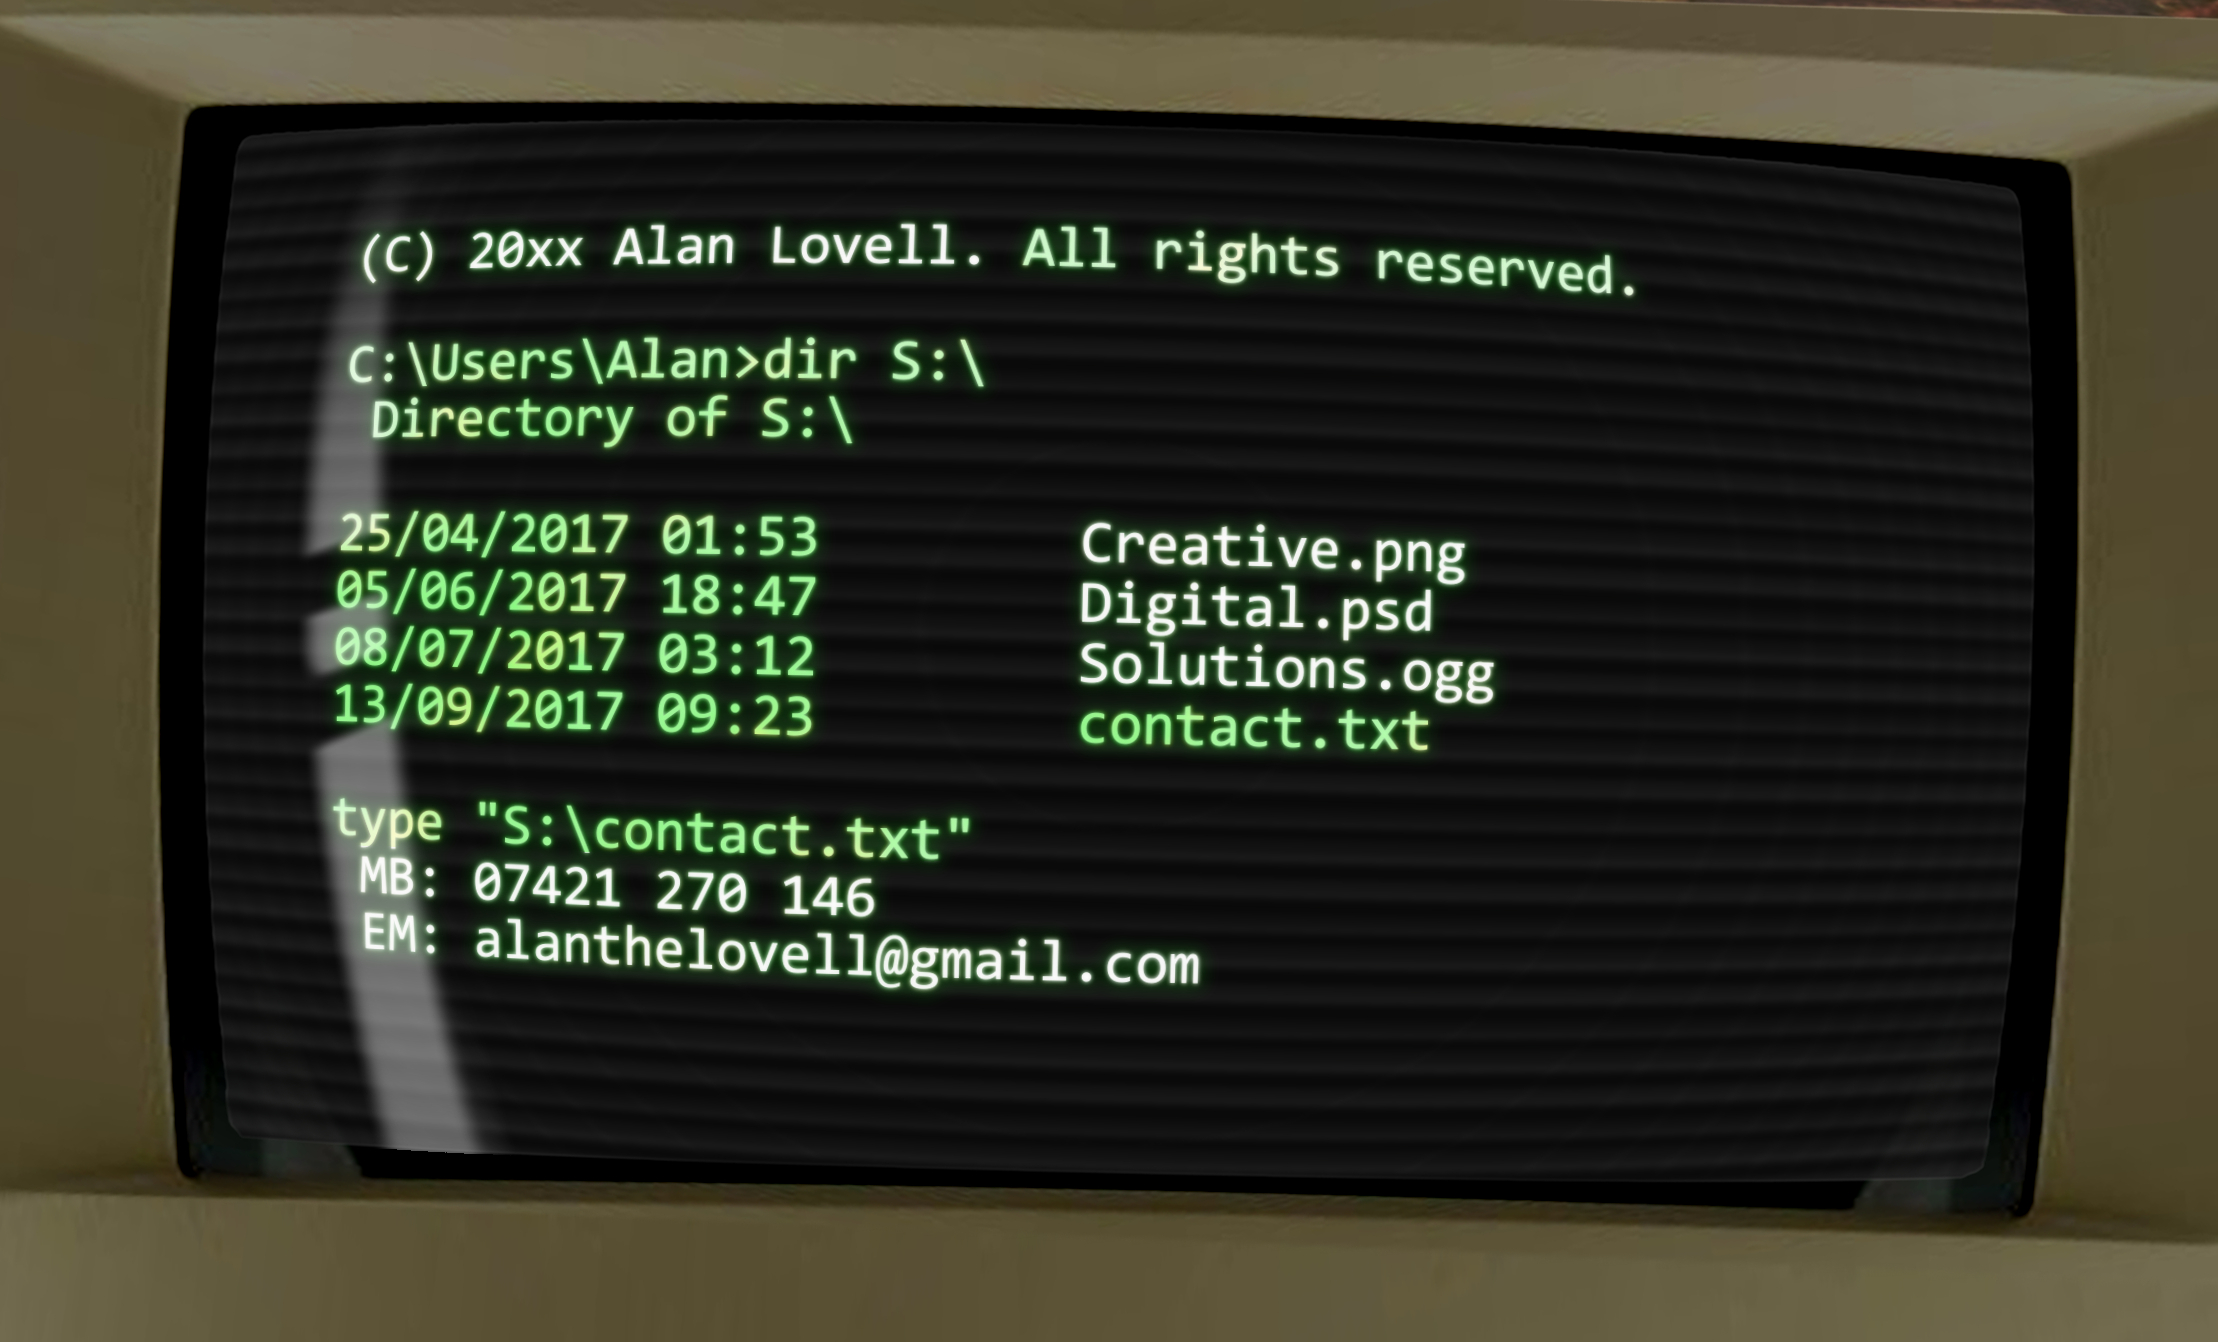 (C) 20xx Alan Lovell. All rights reserved.
C:\Users\Alan>dir S:\
Directory of S:\
25/04/2017 01:53 Creative.png
05/06/2017 18:47 Digital.psd
08/07/2017 03:12 Solutions.ogg
13/09/2017 09:23 contact.txt
type "S:\contact.txt"
MB: 07421 270 146
EM: alanthelovell@gmail.com